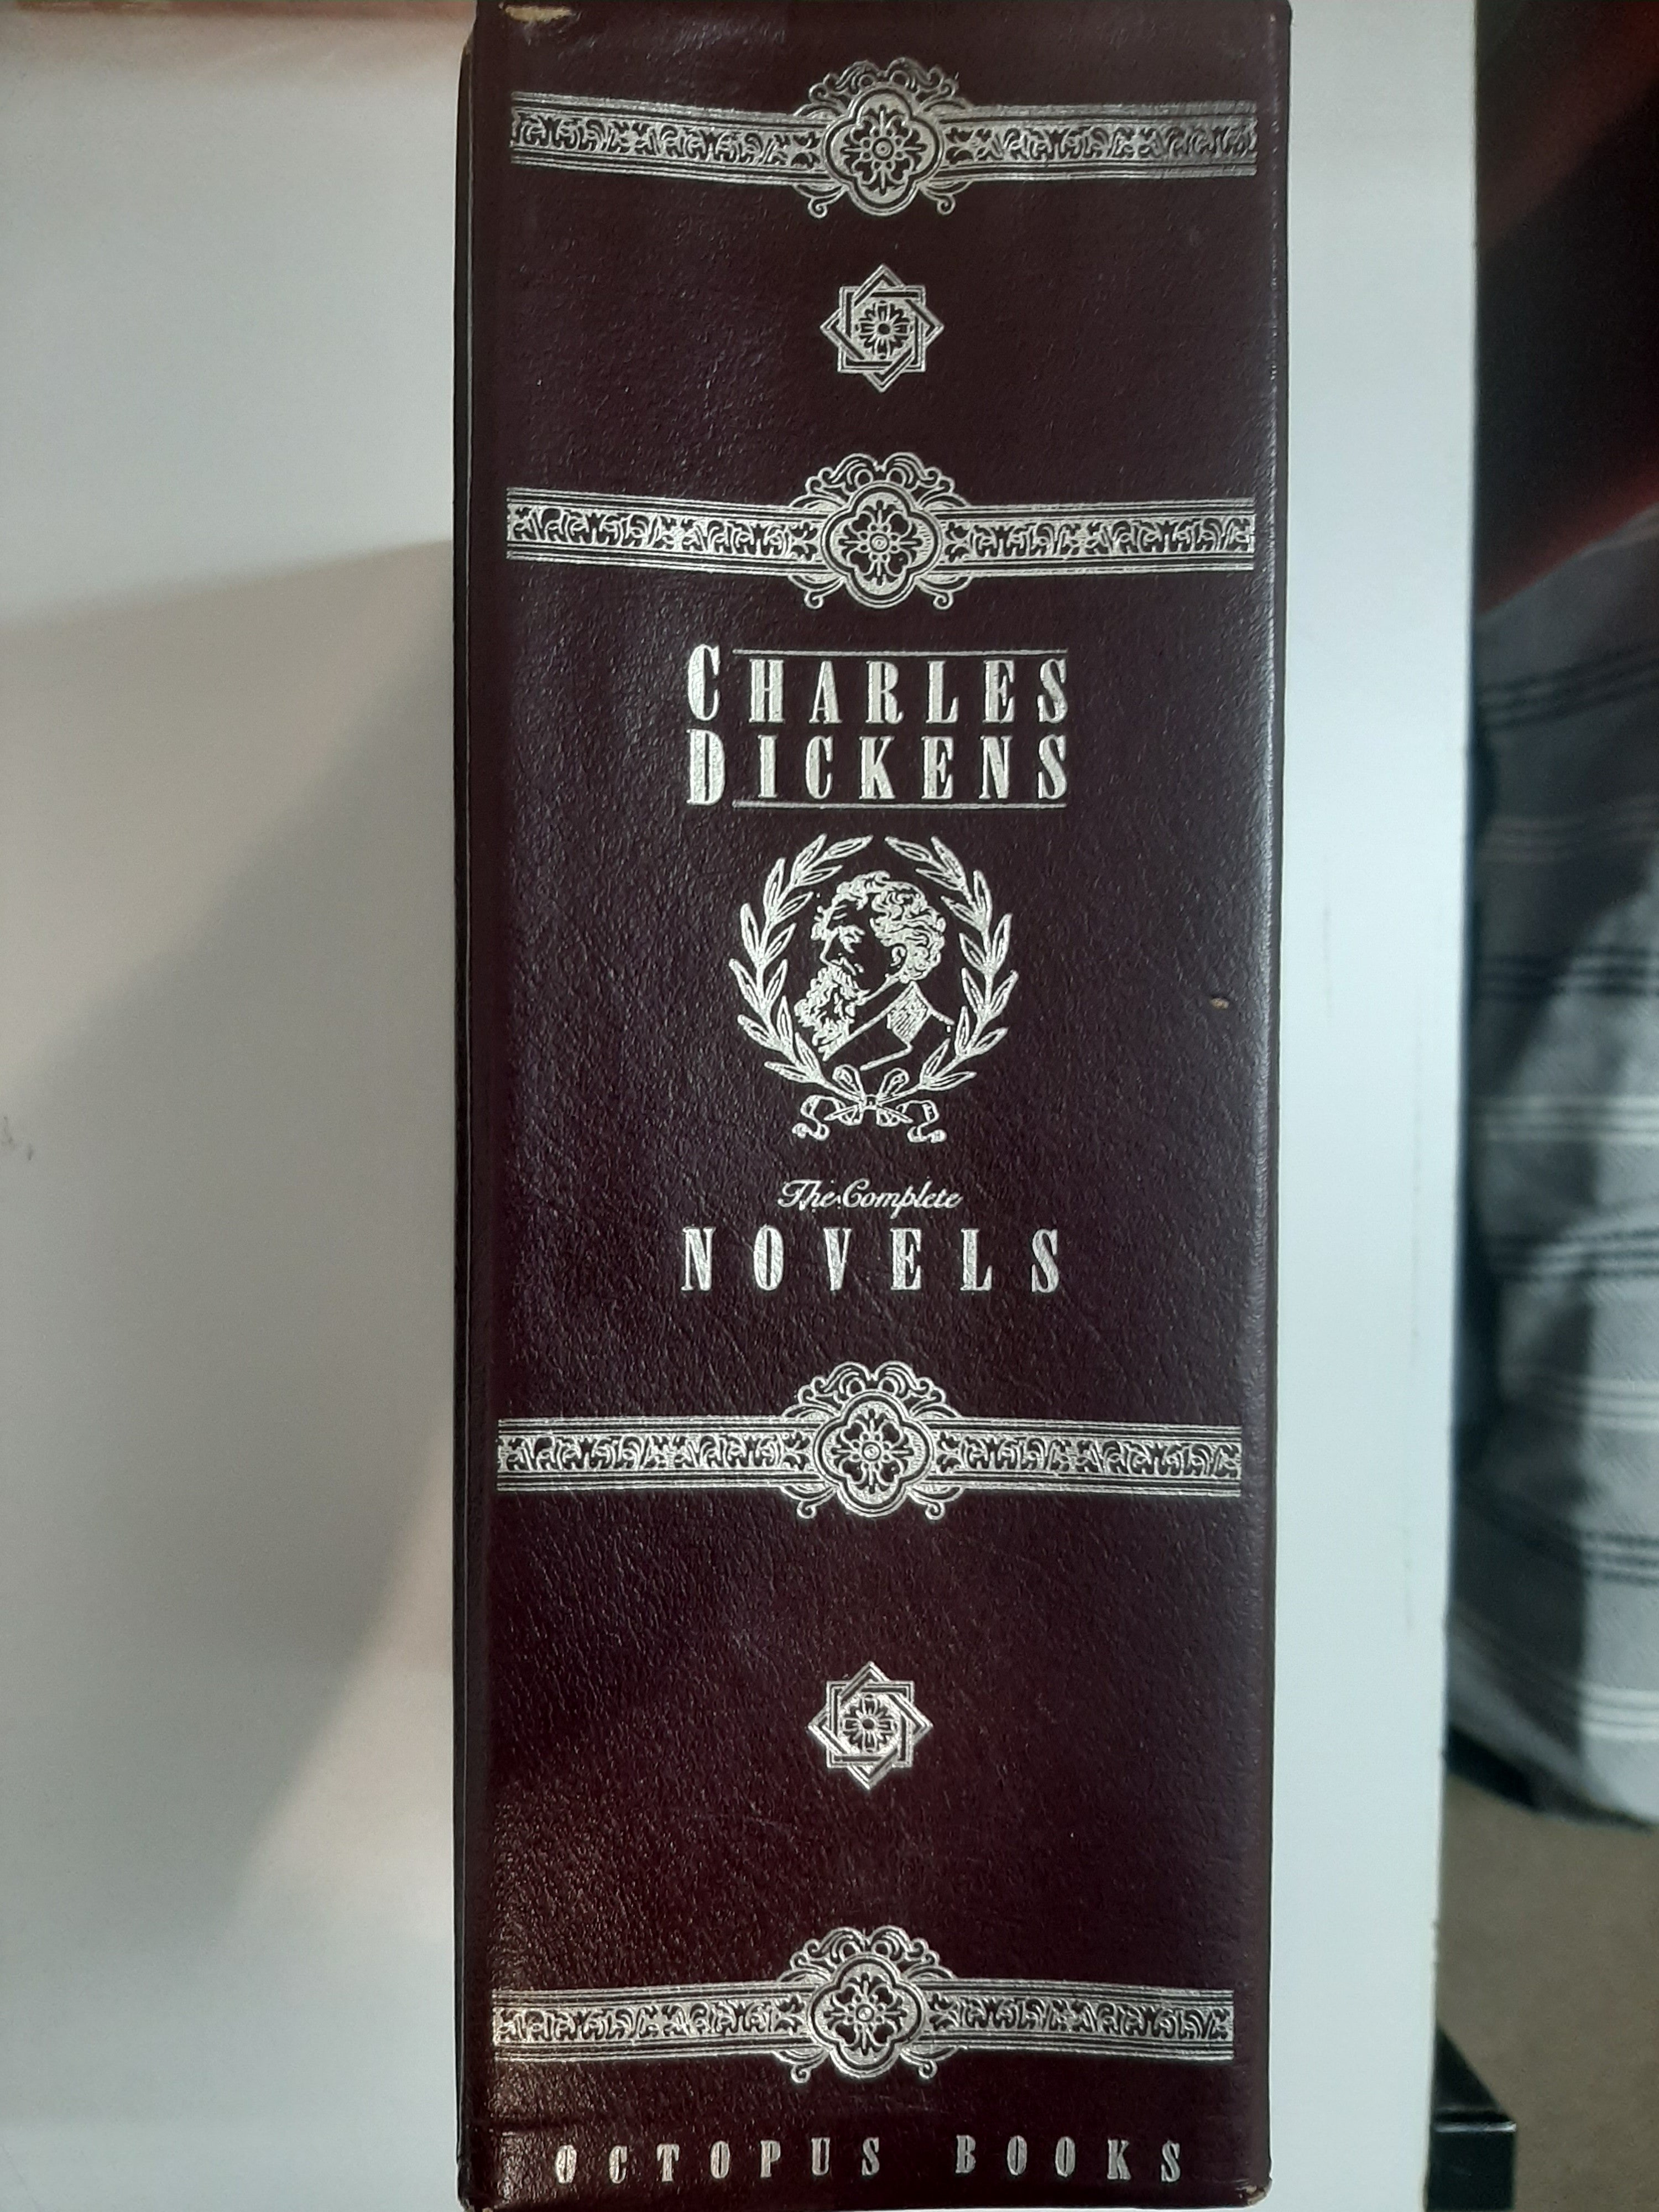 CHARLES
DICKENS
The Complete
NOVELS
OCTOPUS BOOKS